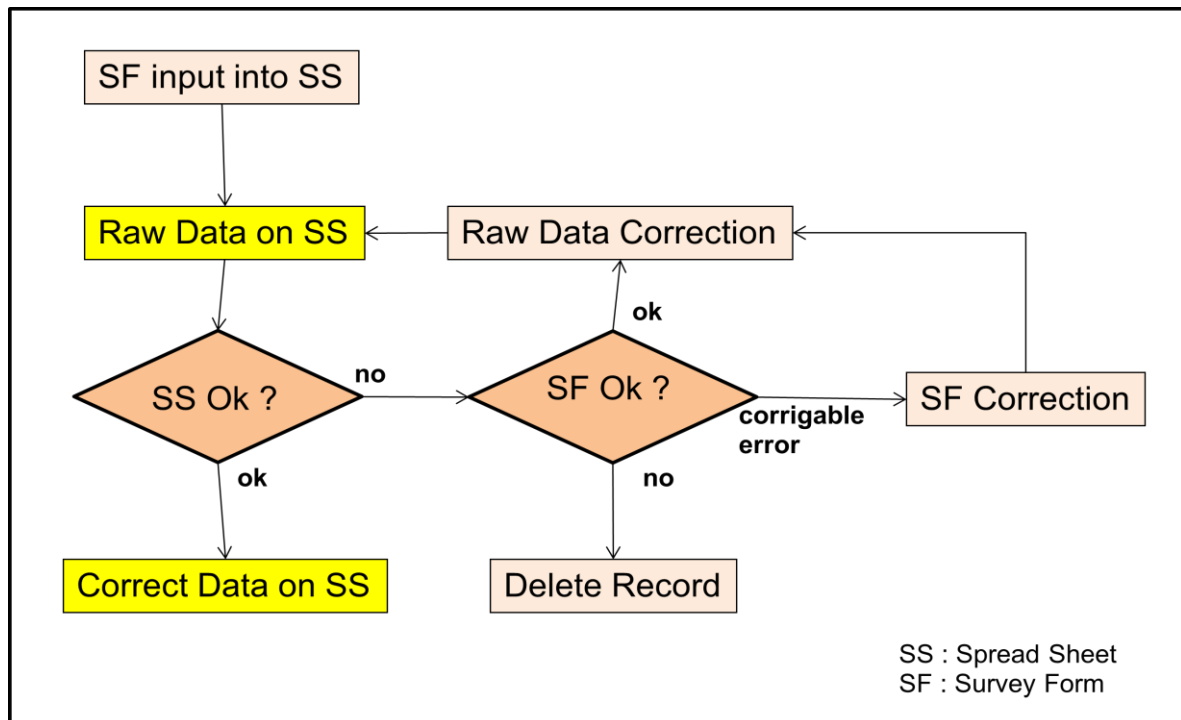 SF input into SS
Raw Data on SS
Raw Data Correction
ok
SS Ok ?
no
SF Ok ?
corrigable
error
SF Correction
ok
no
Correct Data on SS
Delete Record
SS : Spread Sheet
SF : Survey Form